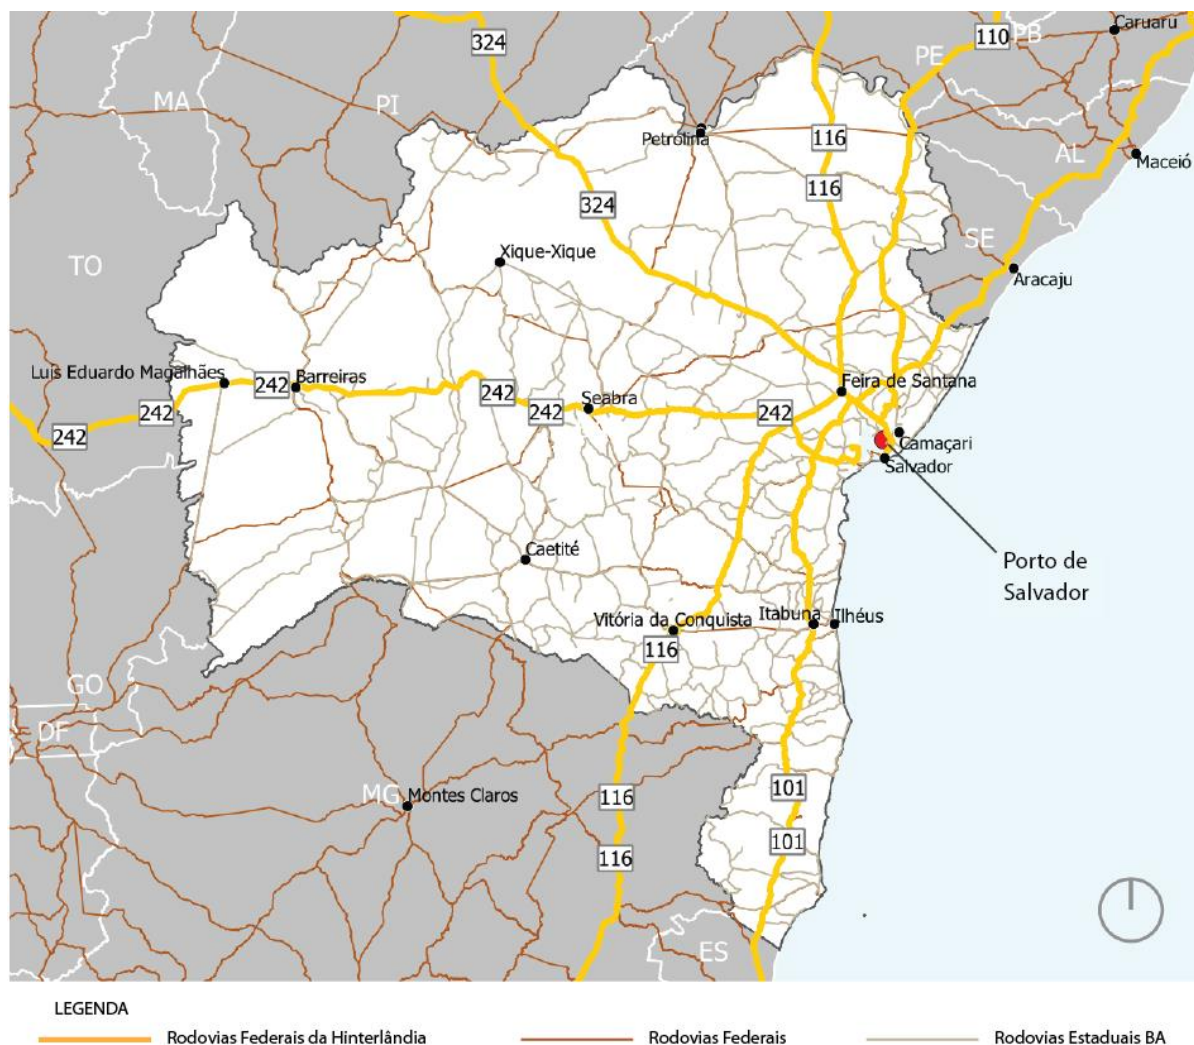 Caruaru
324
110
PB
PE
MA
PI
116
Petrolina
AL
Maceió
116
324
SE
TO
Xique-Xique
Aracaju
Luis Eduardo Magalhães
242
Barreiras
Feira de Santana
242
Seabra
242
242
242
242
Camaçari
Salvador
Caetité
Porto de
Salvador
Vitória da Conquista
Itabuna
Ilhéus
116
GO
DF
MG
Montes Claros
116
101
101
116
ES
LEGENDA
Rodovias Federais da Hinterlândia
Rodovias Federais
Rodovias Estaduais BA